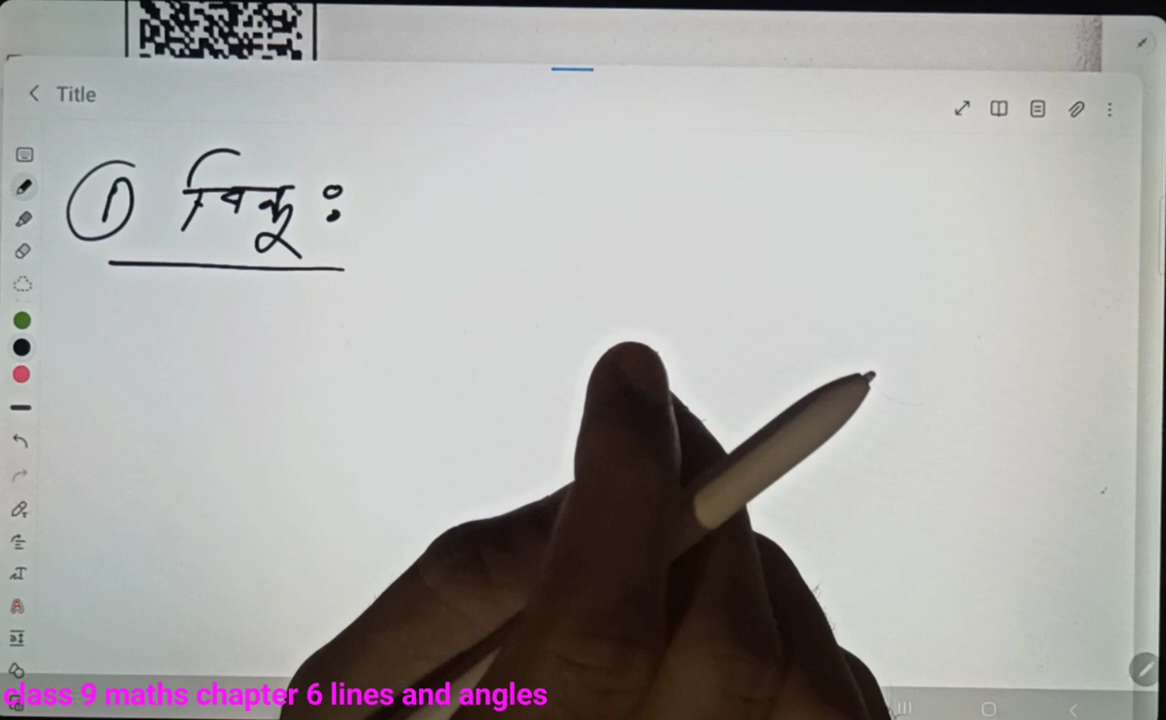 Title
① বিন্দু :
class 9 maths chapter 6 lines and angles